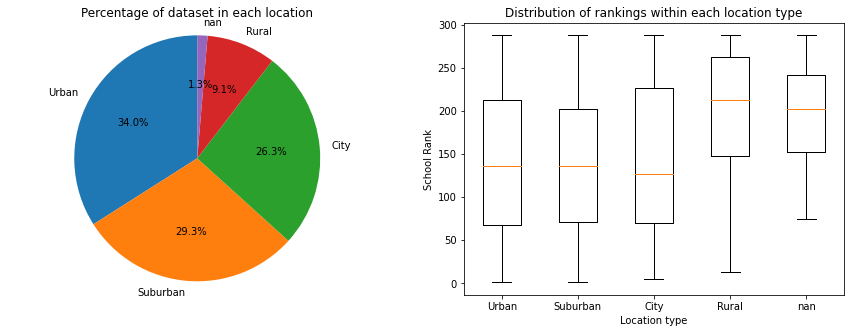 Percentage of dataset in each location
nan
Rural
Urban
1.3%
9.1%
34.0%
City
26.3%
29.3%
Suburban
Distribution of rankings within each location type
300
250
200
150
100
50
0
School Rank
Urban
Suburban
City
Rural
nan
Location type